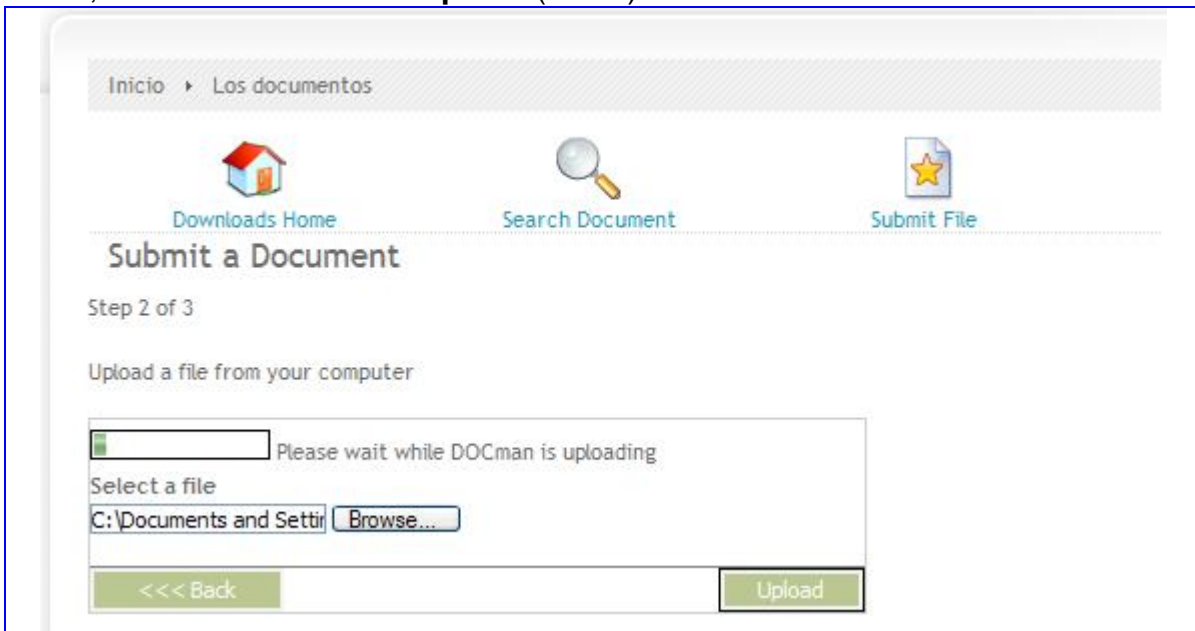 Inicio ▸ Los documentos
Downloads Home Search Document Submit File
Submit a Document
Step 2 of 3
Upload a file from your computer
Please wait while DOCman is uploading
Select a file
C:\Documents and Settin Browse...
<<< Back Upload